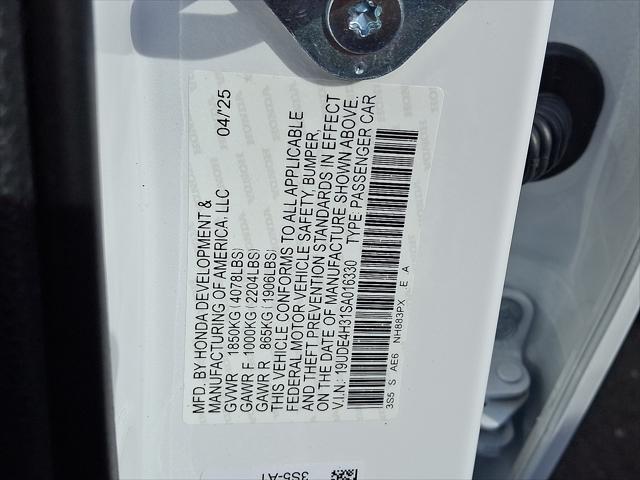 MFD. BY HONDA DEVELOPMENT & 04/'25
MANUFACTURING OF AMERICA, LLC
GVWR 1850KG(4078LBS)
GAWR F 1000KG(2204LBS)
GAWR R 865KG(1906LBS)
THIS VEHICLE CONFORMS TO ALL APPLICABLE
FEDERAL MOTOR VEHICLE SAFETY, BUMPER,
AND THEFT PREVENTION STANDARDS IN EFFECT
ON THE DATE OF MANUFACTURE SHOWN ABOVE.
V.I.N.: 19UDE4H31SA016330 TYPE: PASSENGER CAR
3S5 S AE6 NH883PX E A
3S5-A1